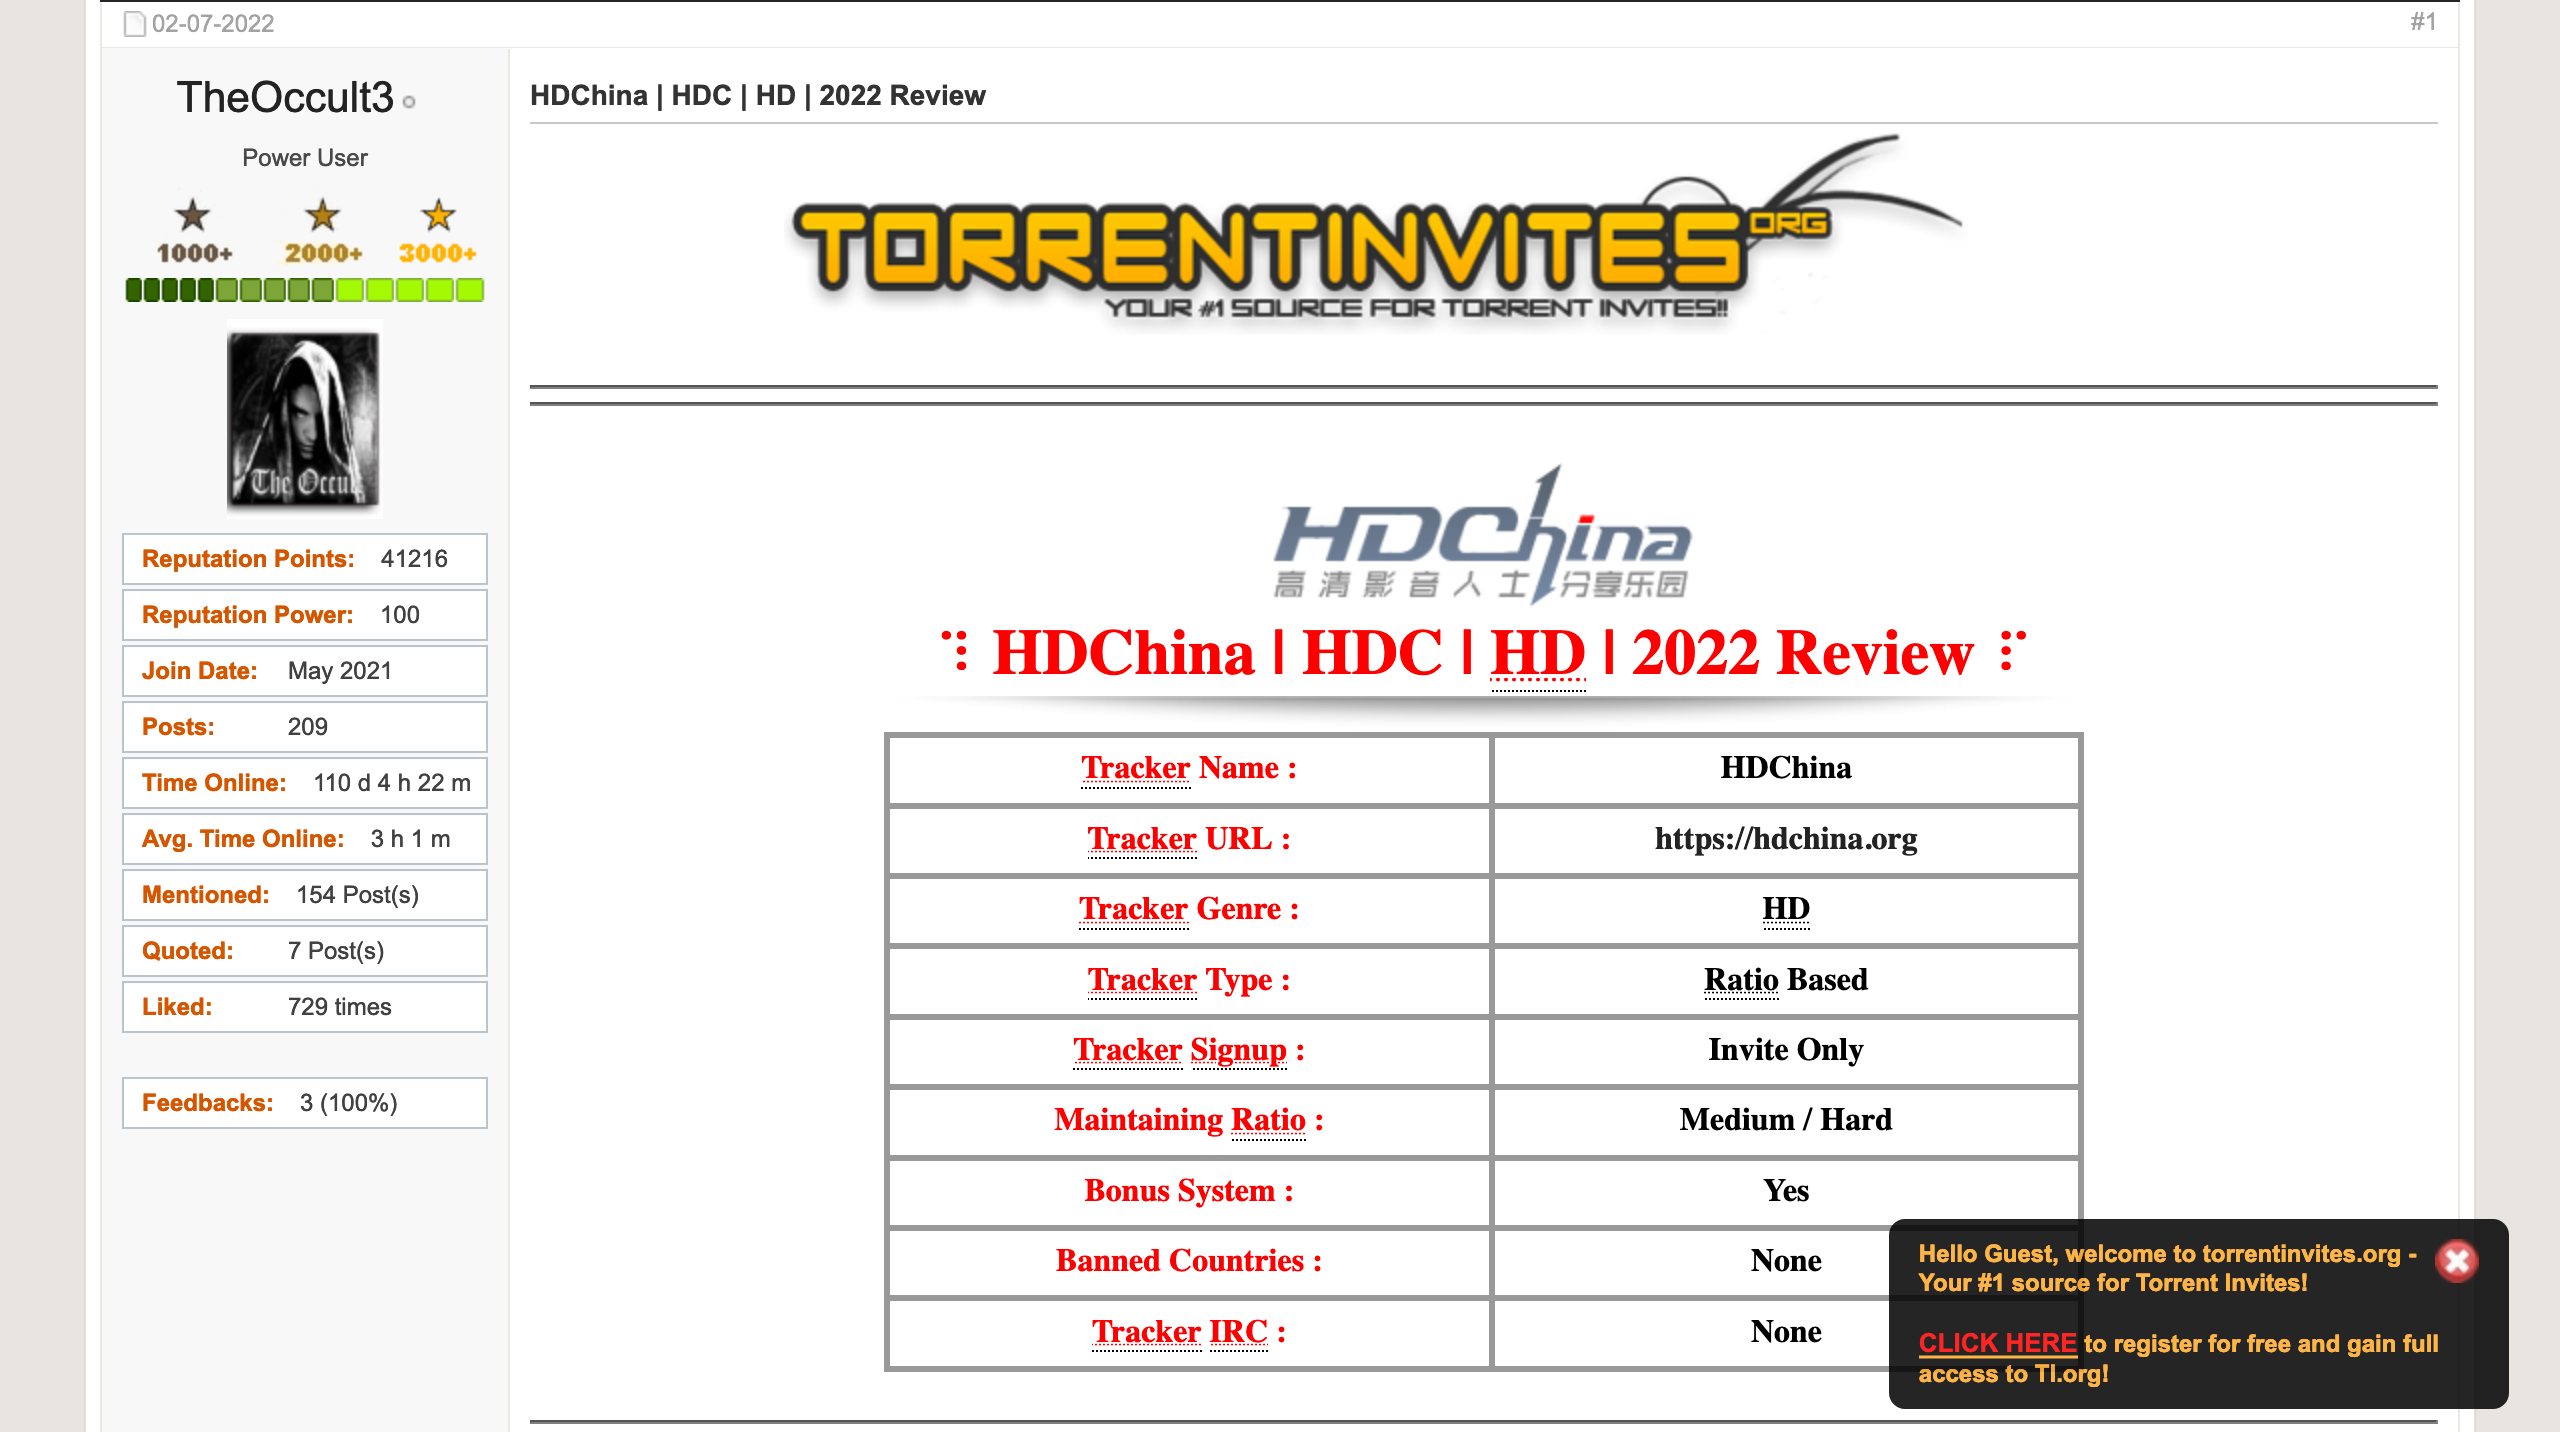 02-07-2022
#1
TheOccult3
Power User
1000+ 2000+ 3000+
The Occult
Reputation Points: 41216
Reputation Power: 100
Join Date: May 2021
Posts: 209
Time Online: 110 d 4 h 22 m
Avg. Time Online: 3 h 1 m
Mentioned: 154 Post(s)
Quoted: 7 Post(s)
Liked: 729 times
Feedbacks: 3 (100%)
HDChina | HDC | HD | 2022 Review
TORRENTINVITES ORG
YOUR #1 SOURCE FOR TORRENT INVITES!!
HDChina
高清影音人士分享乐园
HDChina | HDC | HD | 2022 Review
Tracker Name : HDChina
Tracker URL : https://hdchina.org
Tracker Genre : HD
Tracker Type : Ratio Based
Tracker Signup : Invite Only
Maintaining Ratio : Medium / Hard
Bonus System : Yes
Banned Countries : None
Tracker IRC : None
Hello Guest, welcome to torrentinvites.org -
Your #1 source for Torrent Invites!
CLICK HERE to register for free and gain full
access to TI.org!